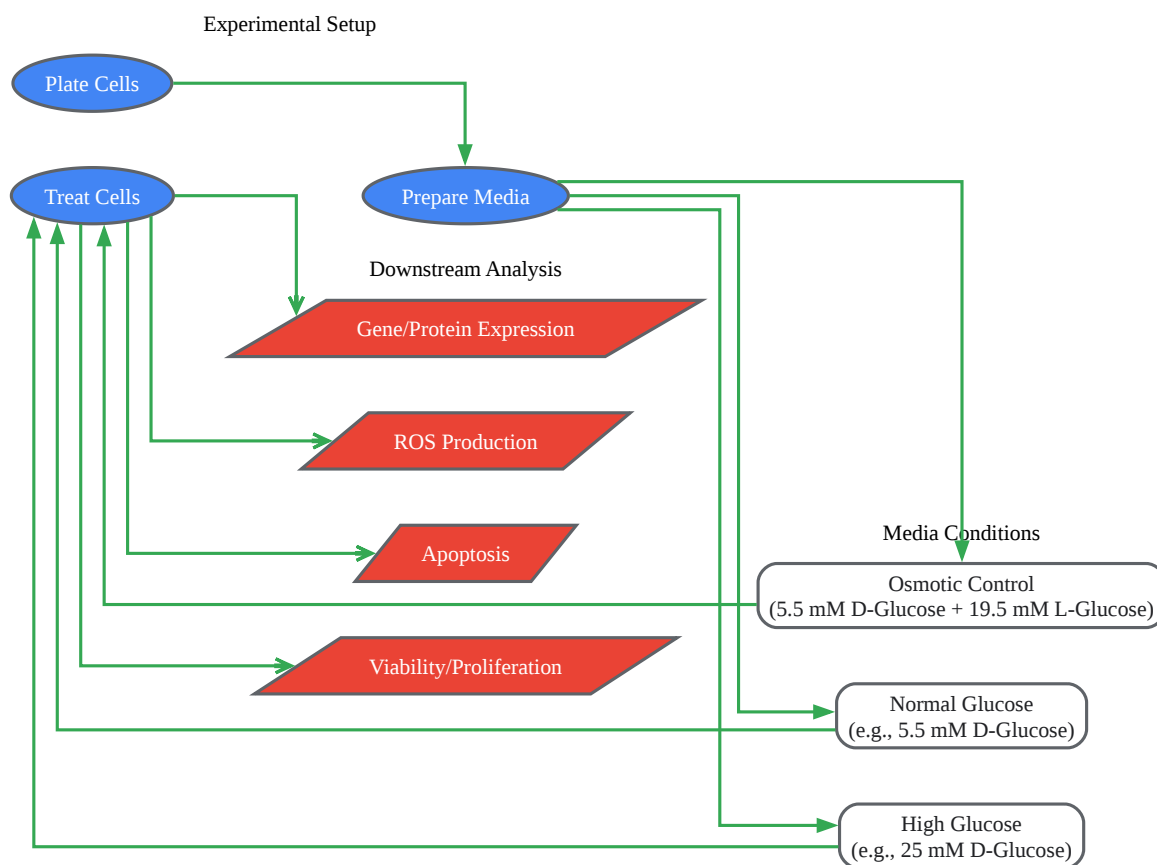 Experimental Setup
Plate Cells
Treat Cells
Prepare Media
Downstream Analysis
Gene/Protein Expression
ROS Production
Apoptosis
Viability/Proliferation
Media Conditions
Osmotic Control
(5.5 mM D-Glucose + 19.5 mM L-Glucose)
Normal Glucose
(e.g., 5.5 mM D-Glucose)
High Glucose
(e.g., 25 mM D-Glucose)